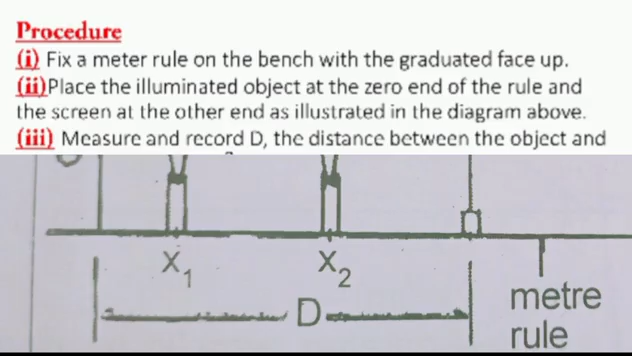 Procedure
(i) Fix a meter rule on the bench with the graduated face up.
(ii)Place the illuminated object at the zero end of the rule and
the screen at the other end as illustrated in the diagram above.
(iii) Measure and record D, the distance between the object and
X₁ X₂
D
metre
rule